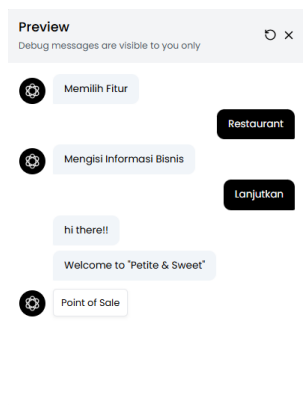 Preview
Debug messages are visible to you only
Memilih Fitur
Restaurant
Mengisi Informasi Bisnis
Lanjutkan
hi there!!
Welcome to "Petite & Sweet"
Point of Sale